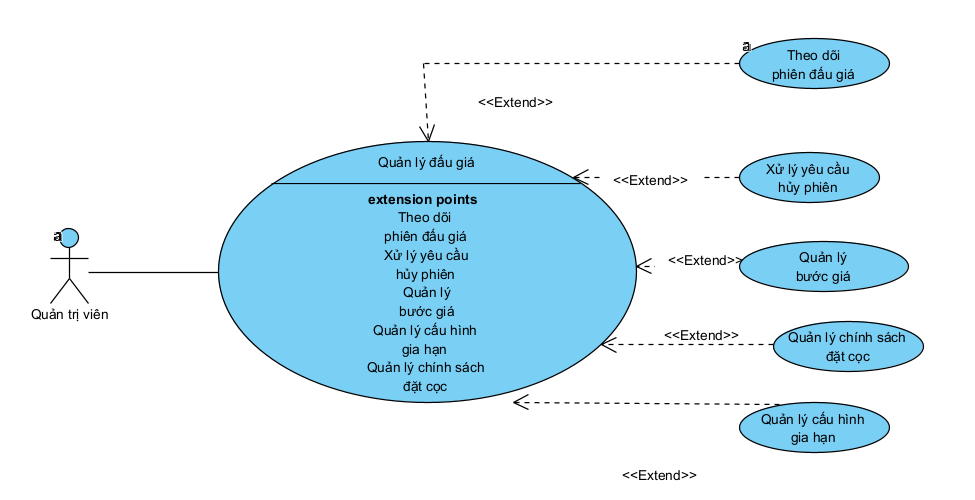 a
Theo dõi
phiên đấu giá
<<Extend>>
Quản lý đấu giá
extension points
Theo dõi
phiên đấu giá
Xử lý yêu cầu
hủy phiên
Quản lý
bước giá
Quản lý cấu hình
gia hạn
Quản lý chính sách
đặt cọc
<<Extend>>
Xử lý yêu cầu
hủy phiên
a
Quản trị viên
<<Extend>>
Quản lý
bước giá
<<Extend>>
Quản lý chính sách
đặt cọc
Quản lý cấu hình
gia hạn
<<Extend>>